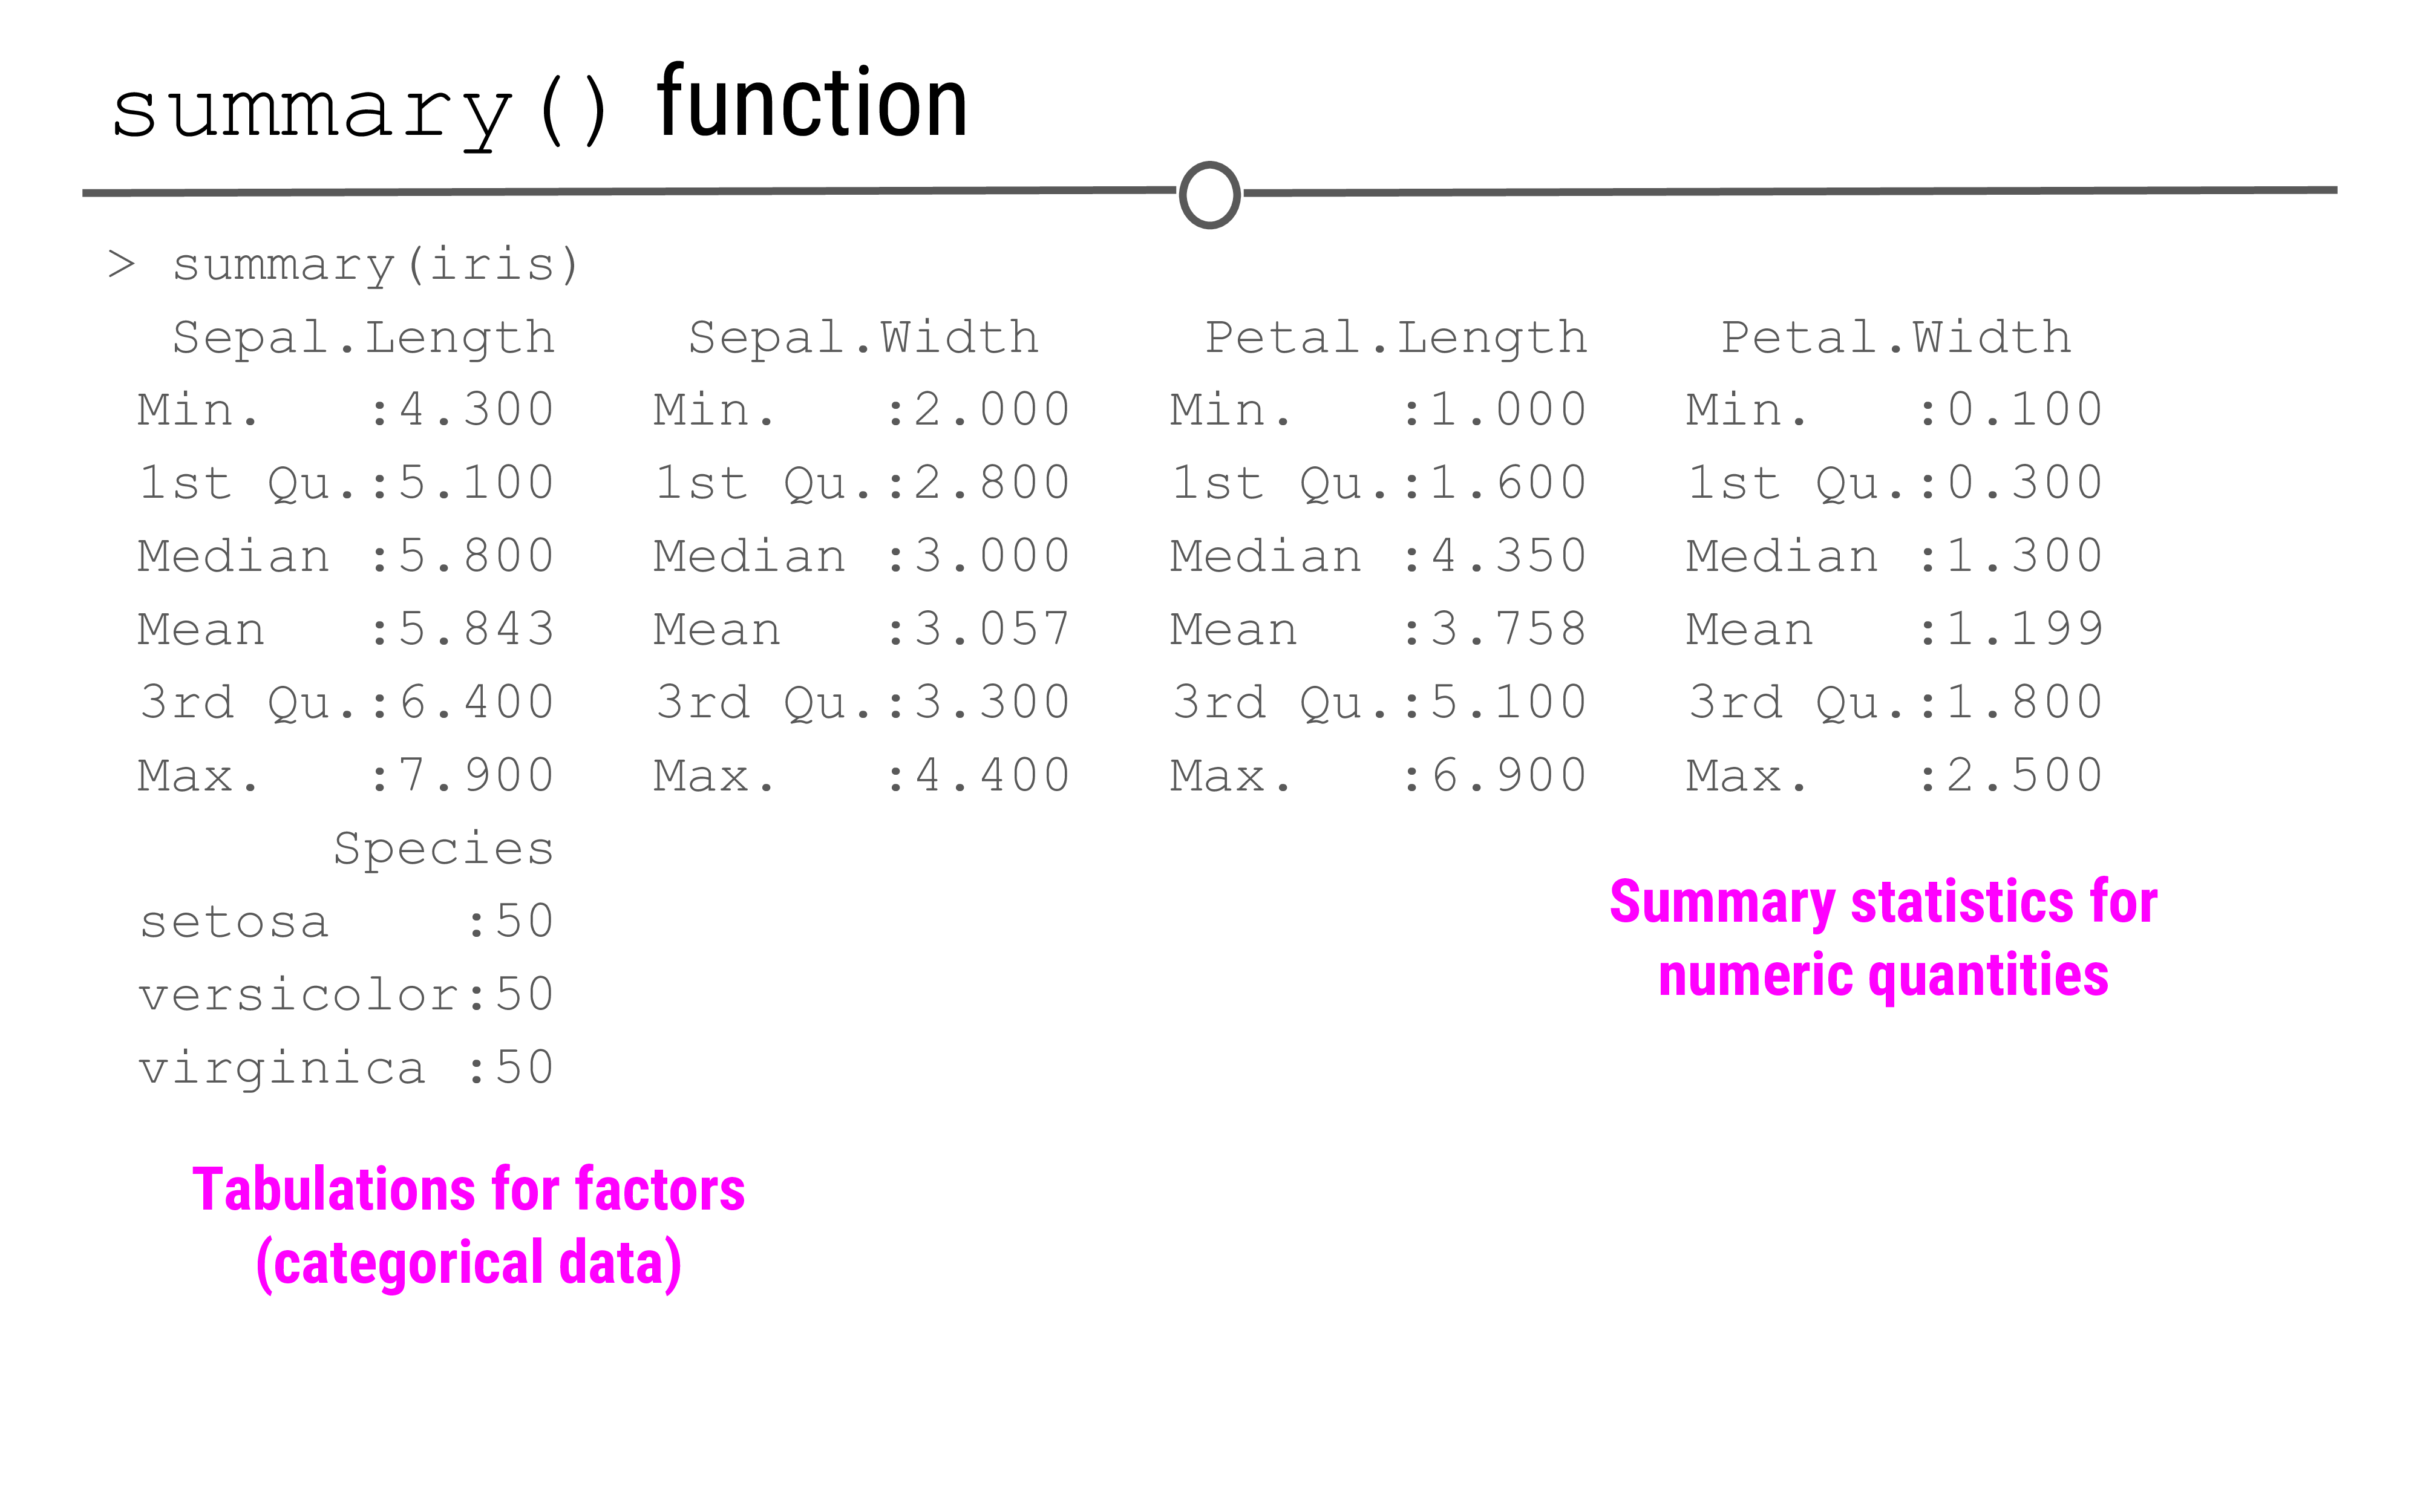 summary() function
> summary(iris)
  Sepal.Length    Sepal.Width     Petal.Length    Petal.Width
 Min.   :4.300   Min.   :2.000   Min.   :1.000   Min.   :0.100
 1st Qu.:5.100   1st Qu.:2.800   1st Qu.:1.600   1st Qu.:0.300
 Median :5.800   Median :3.000   Median :4.350   Median :1.300
 Mean   :5.843   Mean   :3.057   Mean   :3.758   Mean   :1.199
 3rd Qu.:6.400   3rd Qu.:3.300   3rd Qu.:5.100   3rd Qu.:1.800
 Max.   :7.900   Max.   :4.400   Max.   :6.900   Max.   :2.500
       Species
 setosa    :50
 versicolor:50
 virginica :50
Summary statistics for
numeric quantities
Tabulations for factors
(categorical data)